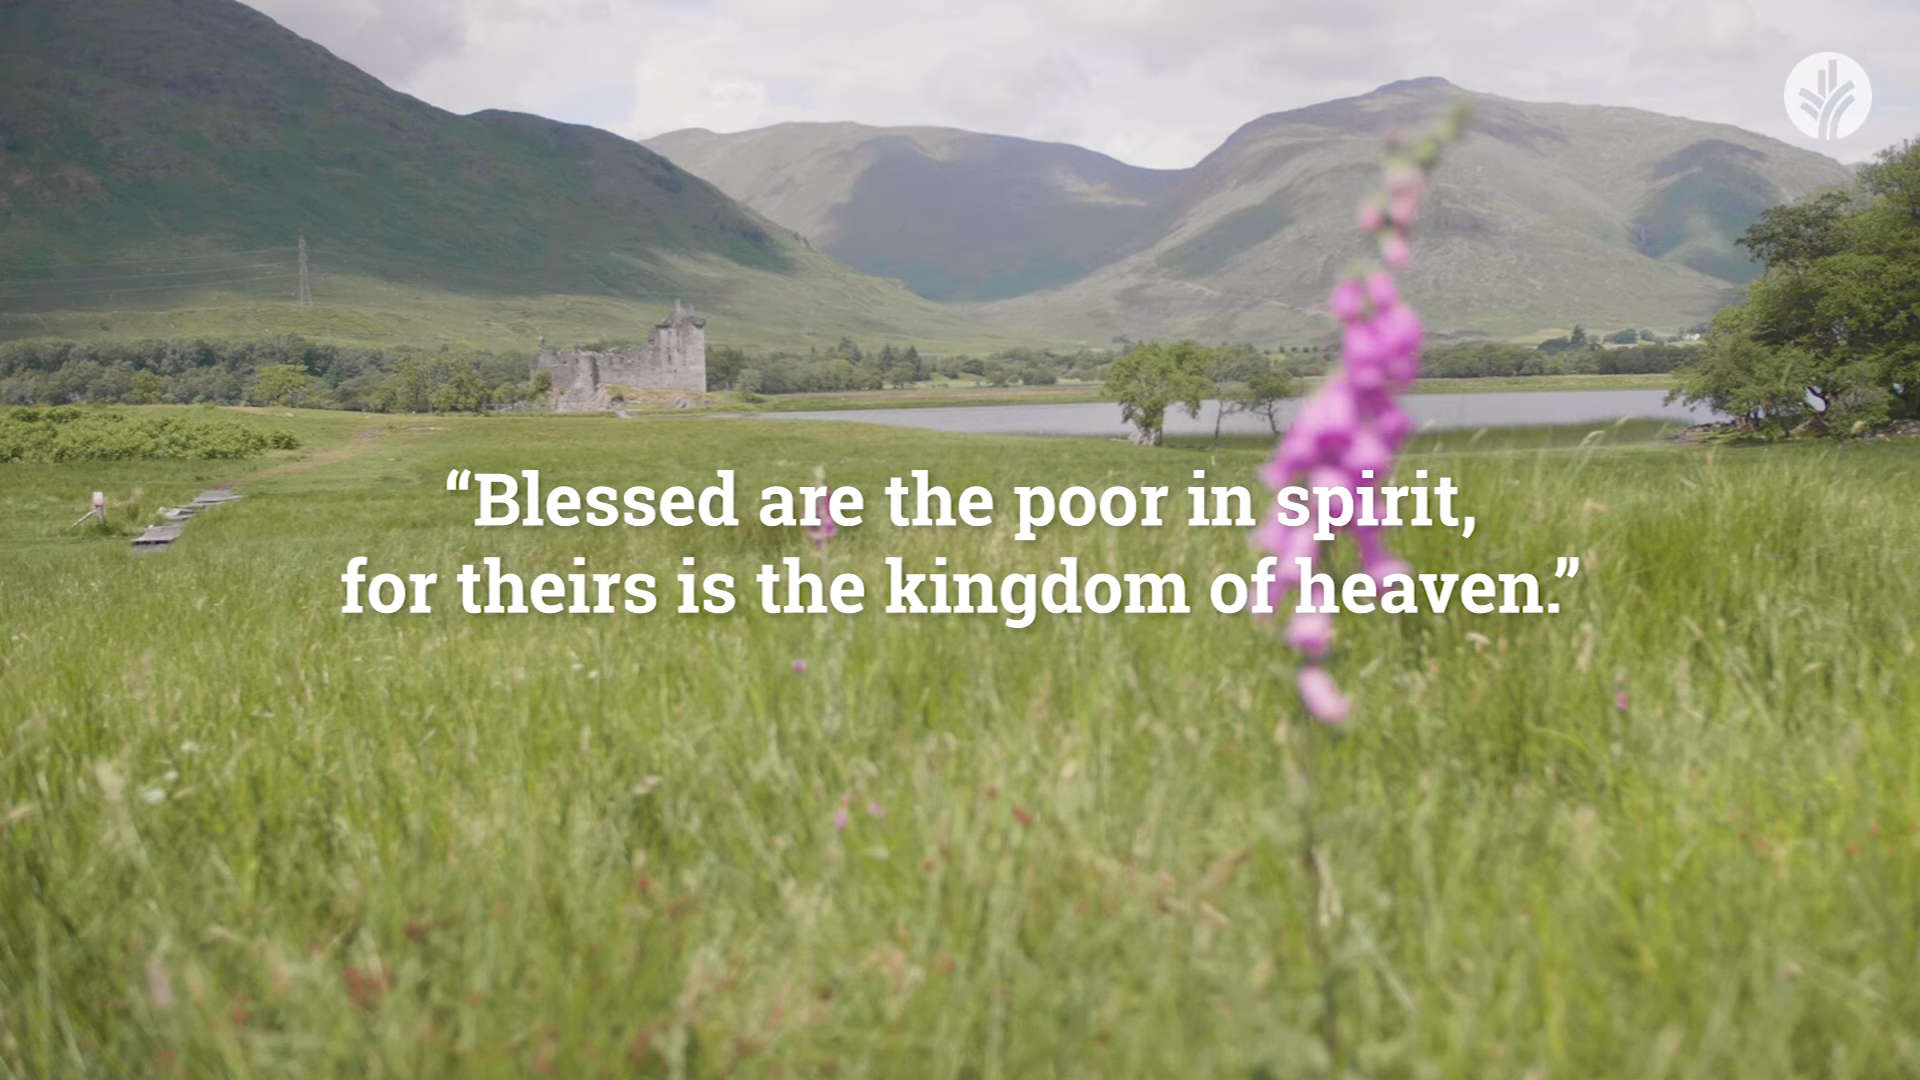 “Blessed are the poor in spirit,
for theirs is the kingdom of heaven.”